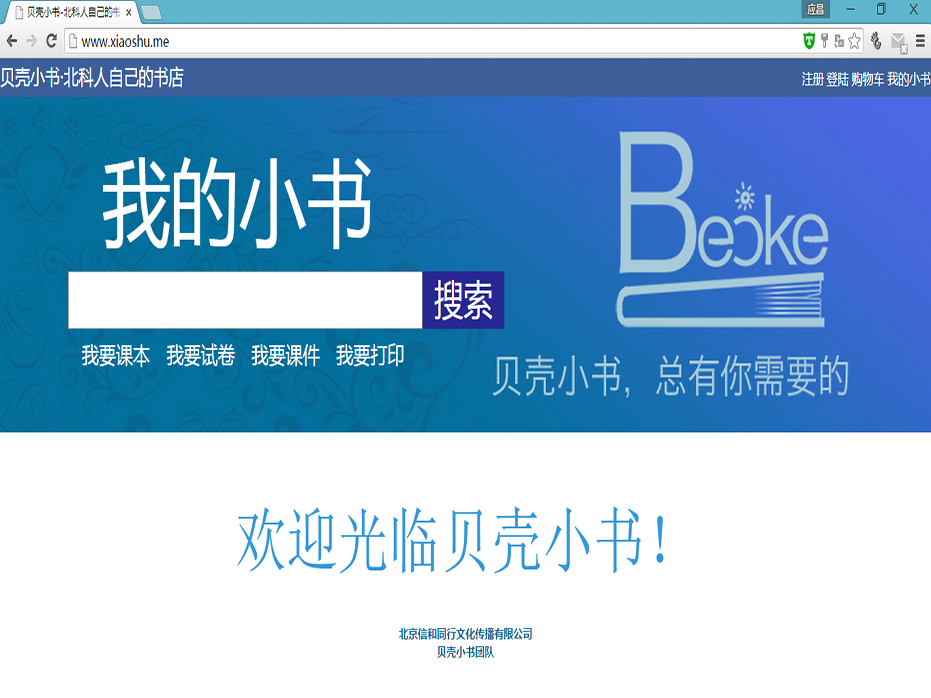 贝壳小书-北科人自己的书
应昌
www.xiaoshu.me
贝壳小书·北科人自己的书店
注册 登陆 购物车 我的小书
我的小书
Becke
搜索
我要课本 我要试卷 我要课件 我要打印
贝壳小书，总有你需要的
欢迎光临贝壳小书！
北京信和同行文化传播有限公司
贝壳小书团队